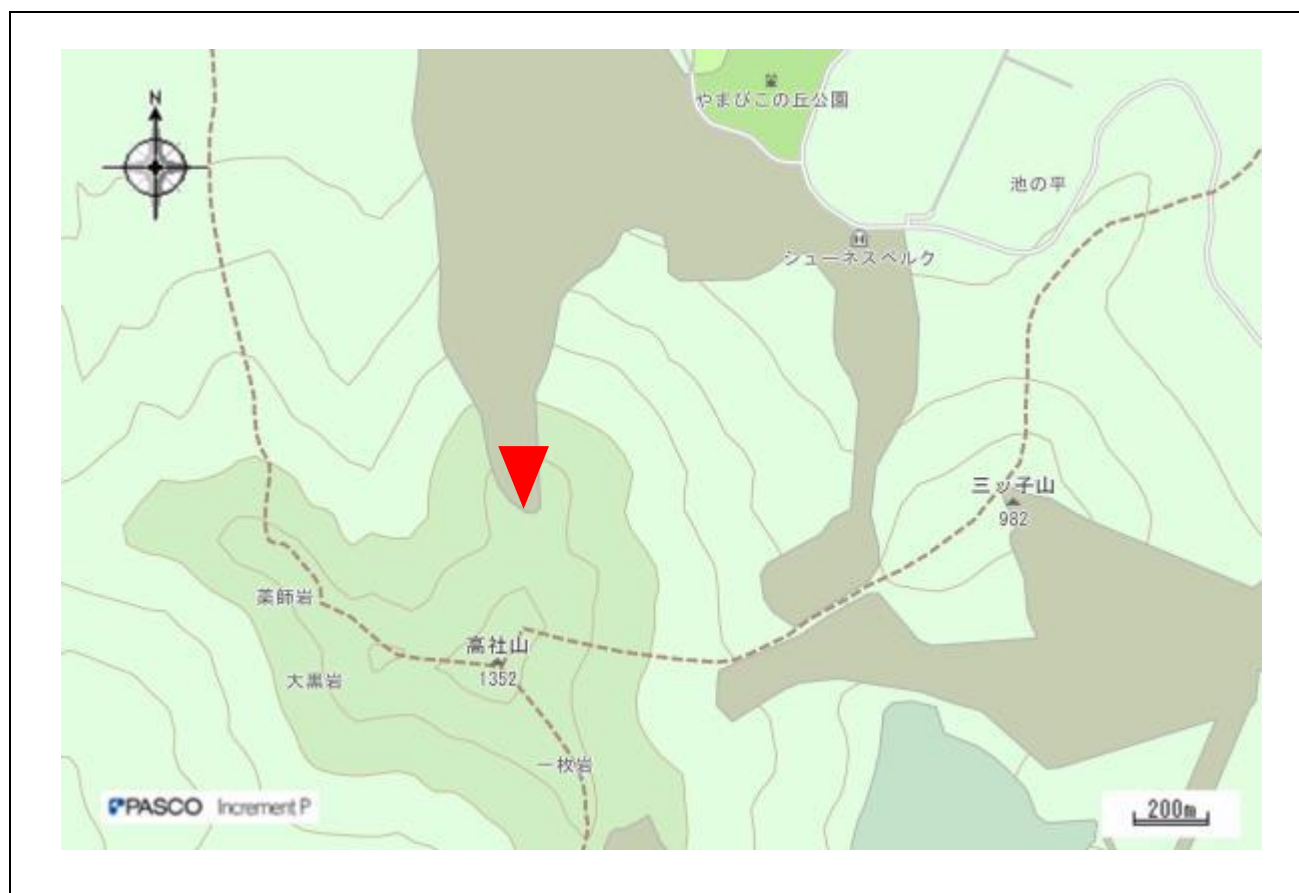 N
やまびこの丘公園
池の平
シューネスベルク
三ッ子山
982
薬師岩
高社山
1352
大黒岩
一枚岩
PASCO Increment P
200m